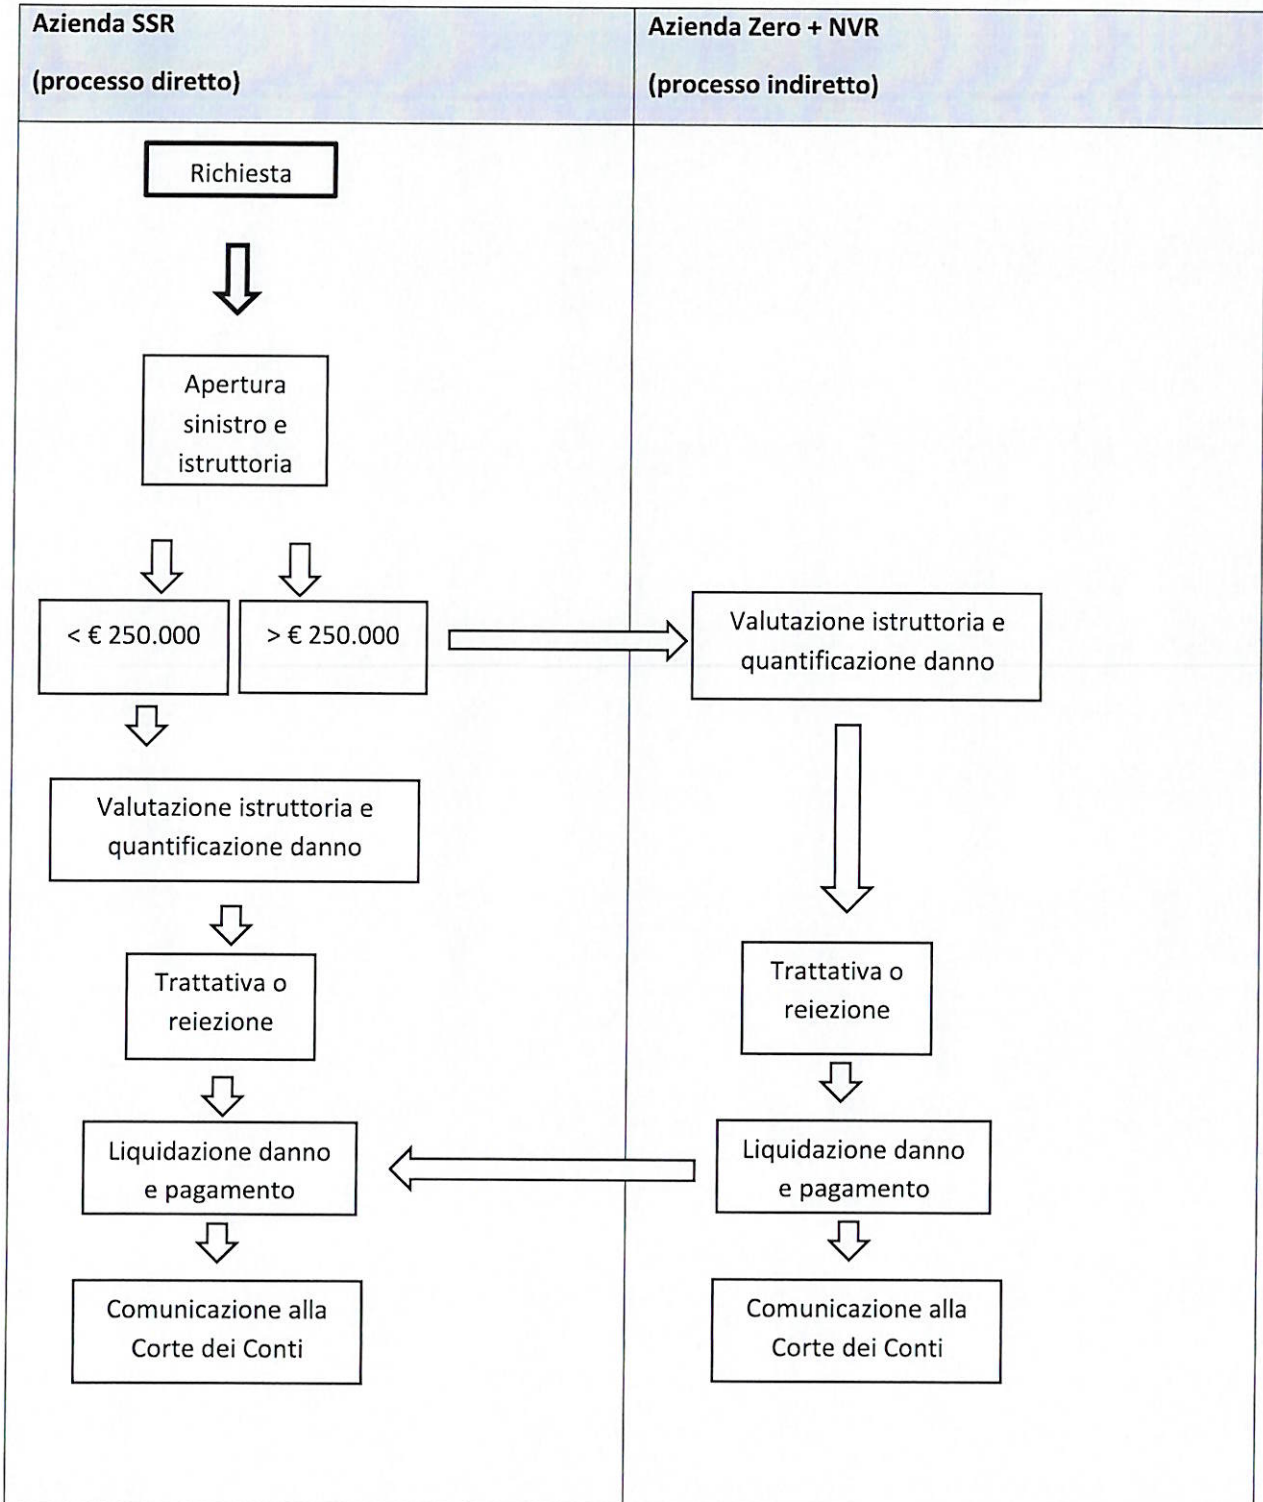 Azienda SSR
(processo diretto)
Azienda Zero + NVR
(processo indiretto)
Richiesta
Apertura
sinistro e
istruttoria
< € 250.000
> € 250.000
Valutazione istruttoria e
quantificazione danno
Valutazione istruttoria e
quantificazione danno
Trattativa o
reiezione
Trattativa o
reiezione
Liquidazione danno
e pagamento
Liquidazione danno
e pagamento
Comunicazione alla
Corte dei Conti
Comunicazione alla
Corte dei Conti